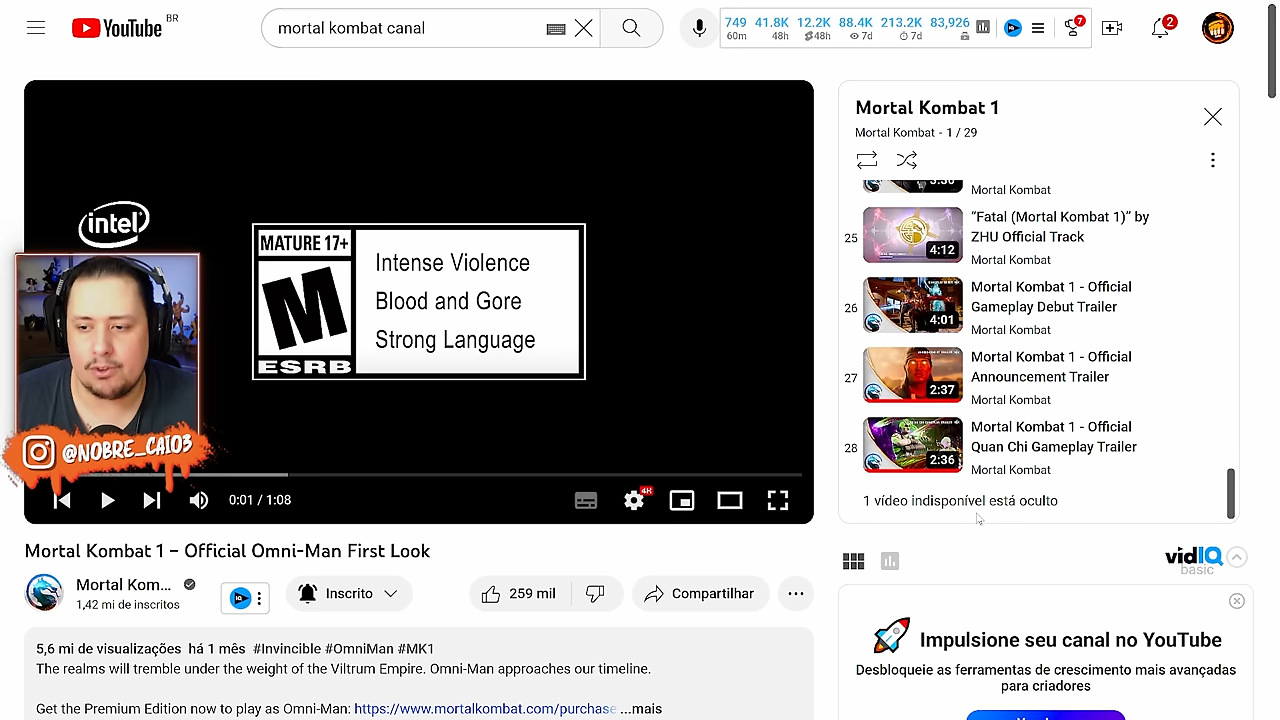 YouTube BR
mortal kombat canal
749 41.8K 12.2K 88.4K 213.2K 83,926
60m 48h 48h 7d 7d
7
2
intel
MATURE 17+
M
ESRB
Intense Violence
Blood and Gore
Strong Language
@NOBRE_CAIO3
0:01 / 1:08
4K
Mortal Kombat 1 – Official Omni-Man First Look
Mortal Kom...
1,42 mi de inscritos
Inscrito
259 mil
Compartilhar
5,6 mi de visualizações há 1 mês #Invincible #OmniMan #MK1
The realms will tremble under the weight of the Viltrum Empire. Omni-Man approaches our timeline.
Get the Premium Edition now to play as Omni-Man: https://www.mortalkombat.com/purchase ...mais
Mortal Kombat 1
Mortal Kombat - 1 / 29
Mortal Kombat
25
4:12
“Fatal (Mortal Kombat 1)” by
ZHU Official Track
Mortal Kombat
26
4:01
Mortal Kombat 1 - Official
Gameplay Debut Trailer
Mortal Kombat
27
2:37
Mortal Kombat 1 - Official
Announcement Trailer
Mortal Kombat
28
2:36
Mortal Kombat 1 - Official
Quan Chi Gameplay Trailer
Mortal Kombat
1 vídeo indisponível está oculto
vidIQ
basic
Impulsione seu canal no YouTube
Desbloqueie as ferramentas de crescimento mais avançadas
para criadores